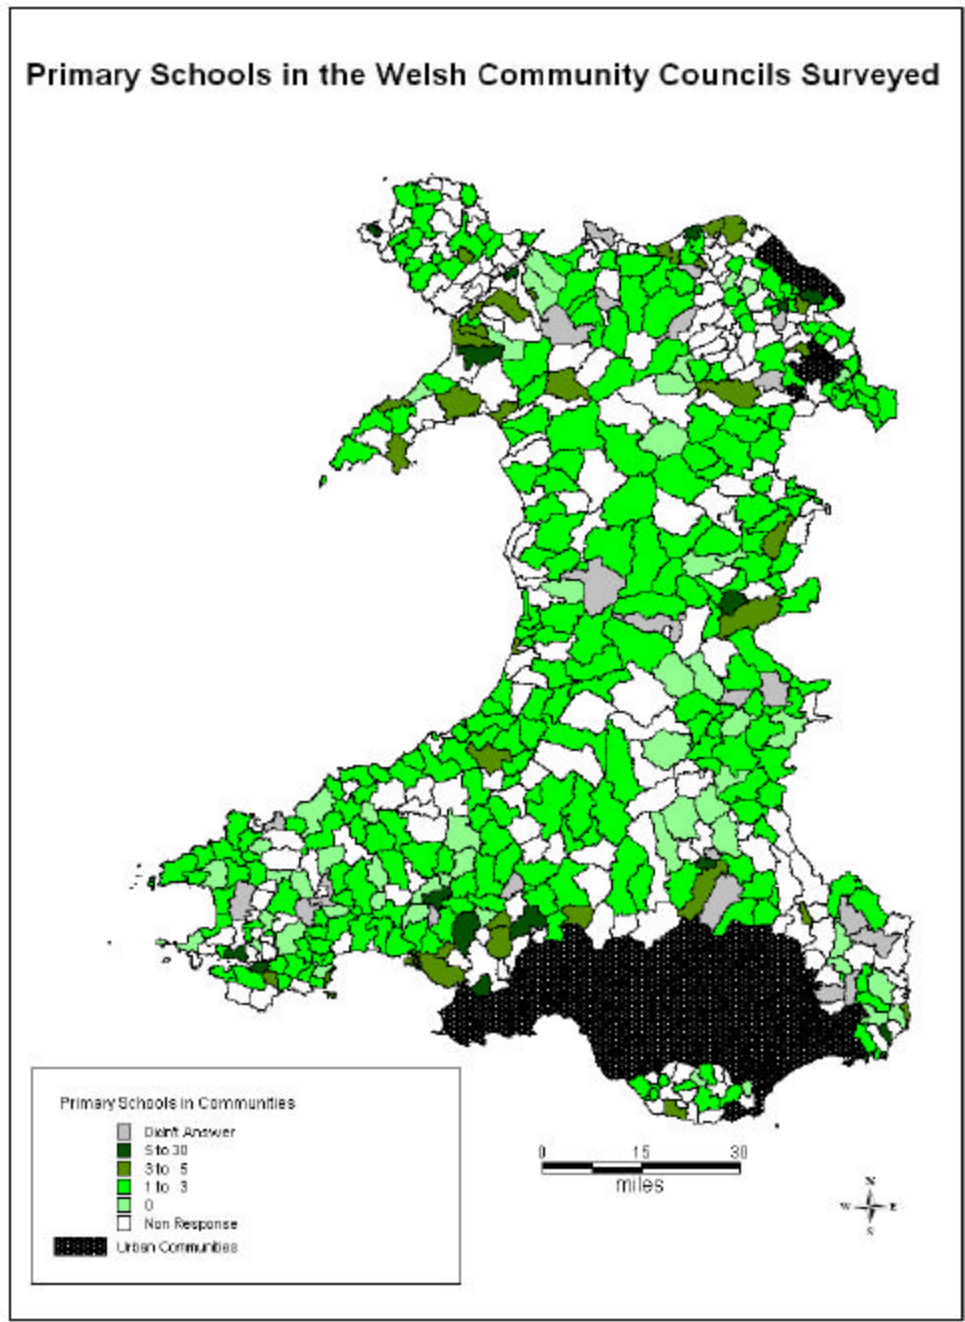 Primary Schools in the Welsh Community Councils Surveyed
Primary Schools in Communities
Didn't Answer
5 to 30
3 to 5
1 to 3
0
Non Response
Urban Communities
0 15 30
miles
N
W E
S